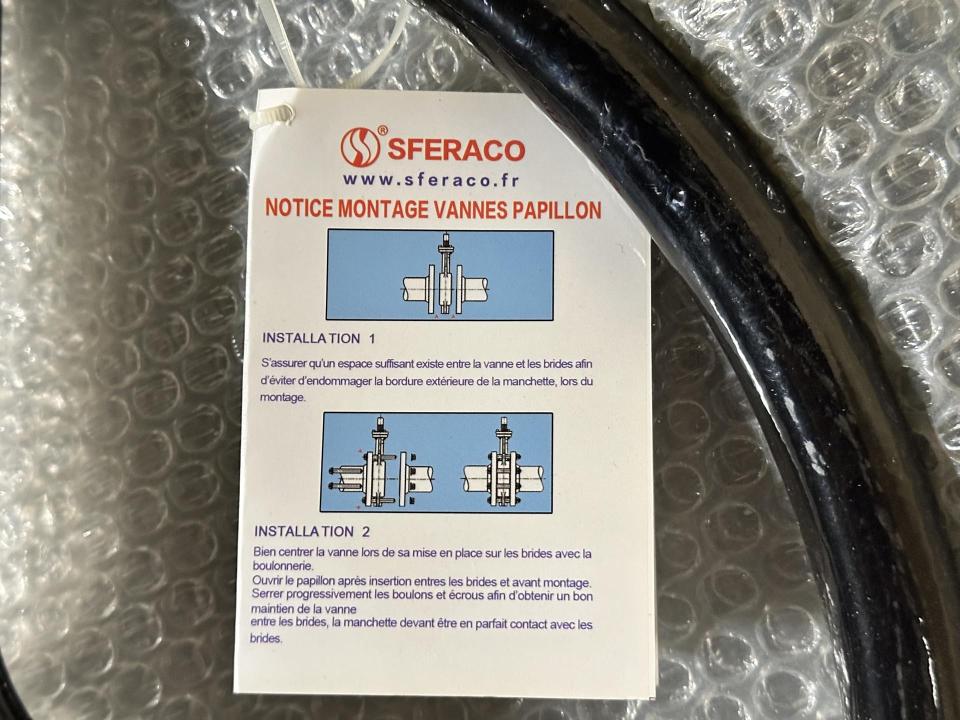 ® SFERACO
www.sferaco.fr
NOTICE MONTAGE VANNES PAPILLON
INSTALLATION 1
S'assurer qu'un espace suffisant existe entre la vanne et les brides afin
d'éviter d'endommager la bordure extérieure de la manchette, lors du
montage.
INSTALLATION 2
Bien centrer la vanne lors de sa mise en place sur les brides avec la
boulonnerie.
Ouvrir le papillon aprés insertion entres les brides et avant montage.
Serrer progressivement les boulons et écrous afin d'obtenir un bon
maintien de la vanne
entre les brides, la manchette devant être en parfait contact avec les
brides.